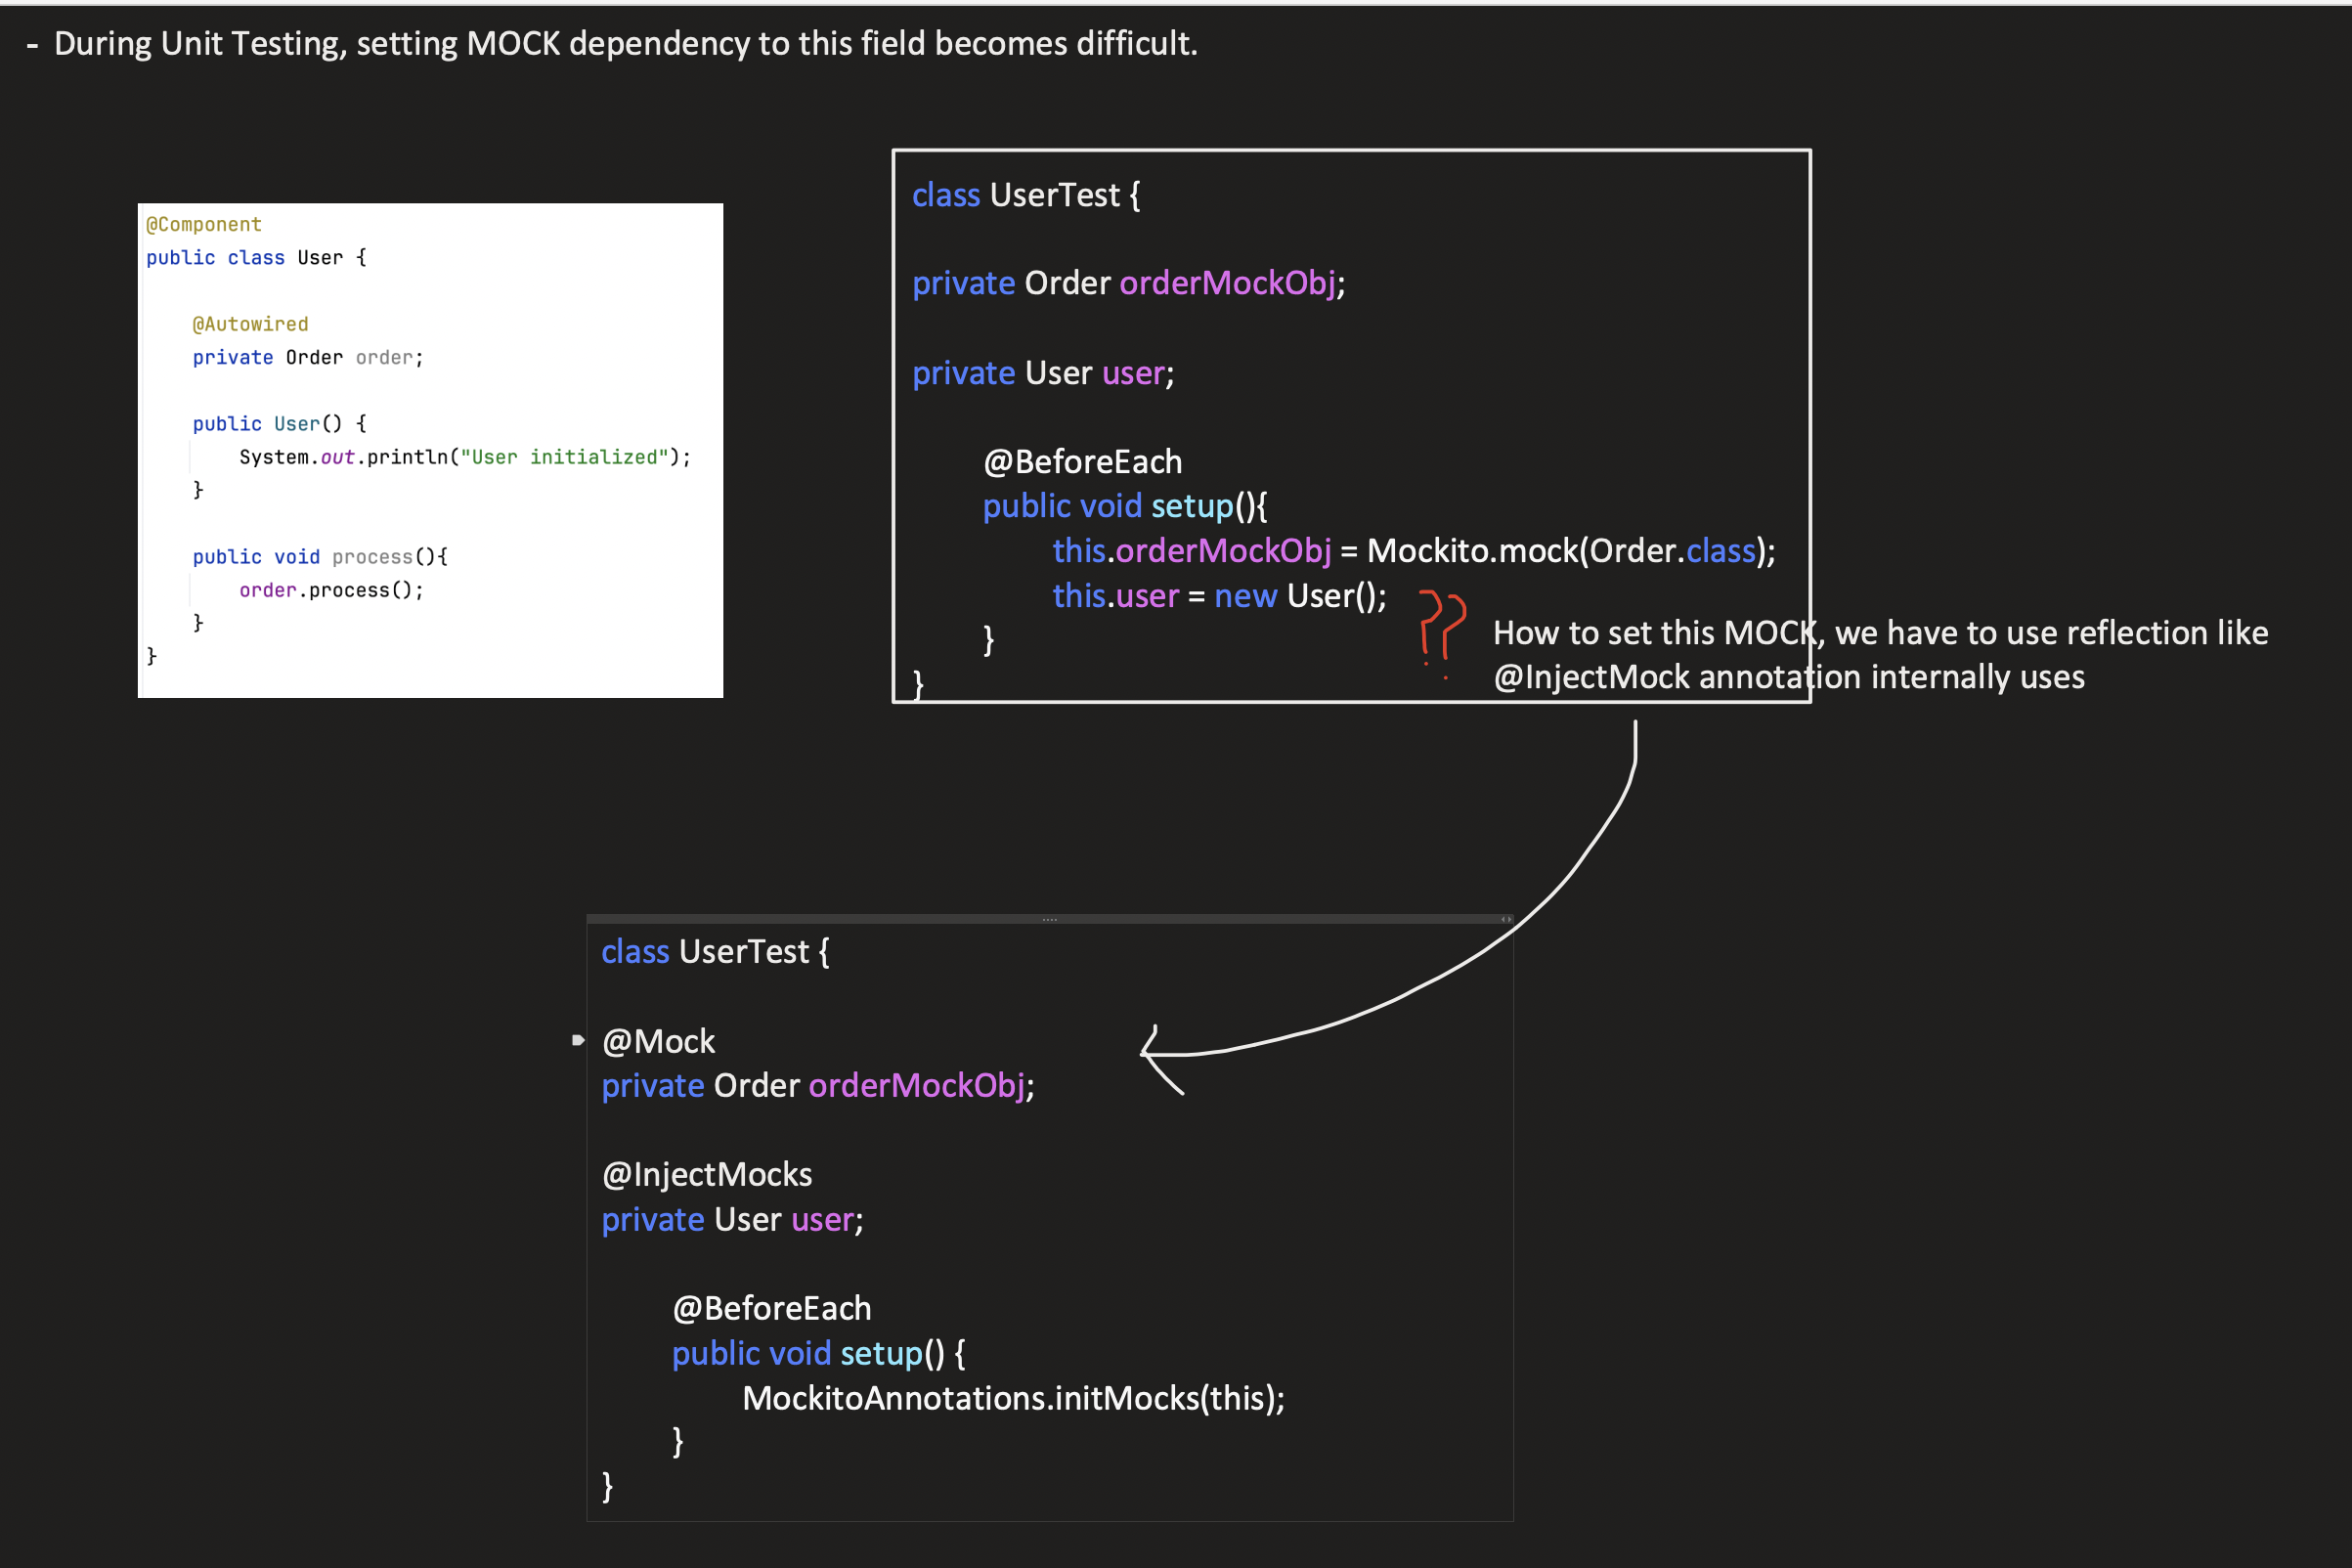 - During Unit Testing, setting MOCK dependency to this field becomes difficult.
@Component
public class User {
@Autowired
private Order order;
public User() {
System.out.println("User initialized");
}
public void process(){
order.process();
}
}
class UserTest {
private Order orderMockObj;
private User user;
@BeforeEach
public void setup(){
this.orderMockObj = Mockito.mock(Order.class);
this.user = new User();
}
}
??
How to set this MOCK, we have to use reflection like
@InjectMock annotation internally uses
class UserTest {
@Mock
private Order orderMockObj;
@InjectMocks
private User user;
@BeforeEach
public void setup() {
MockitoAnnotations.initMocks(this);
}
}